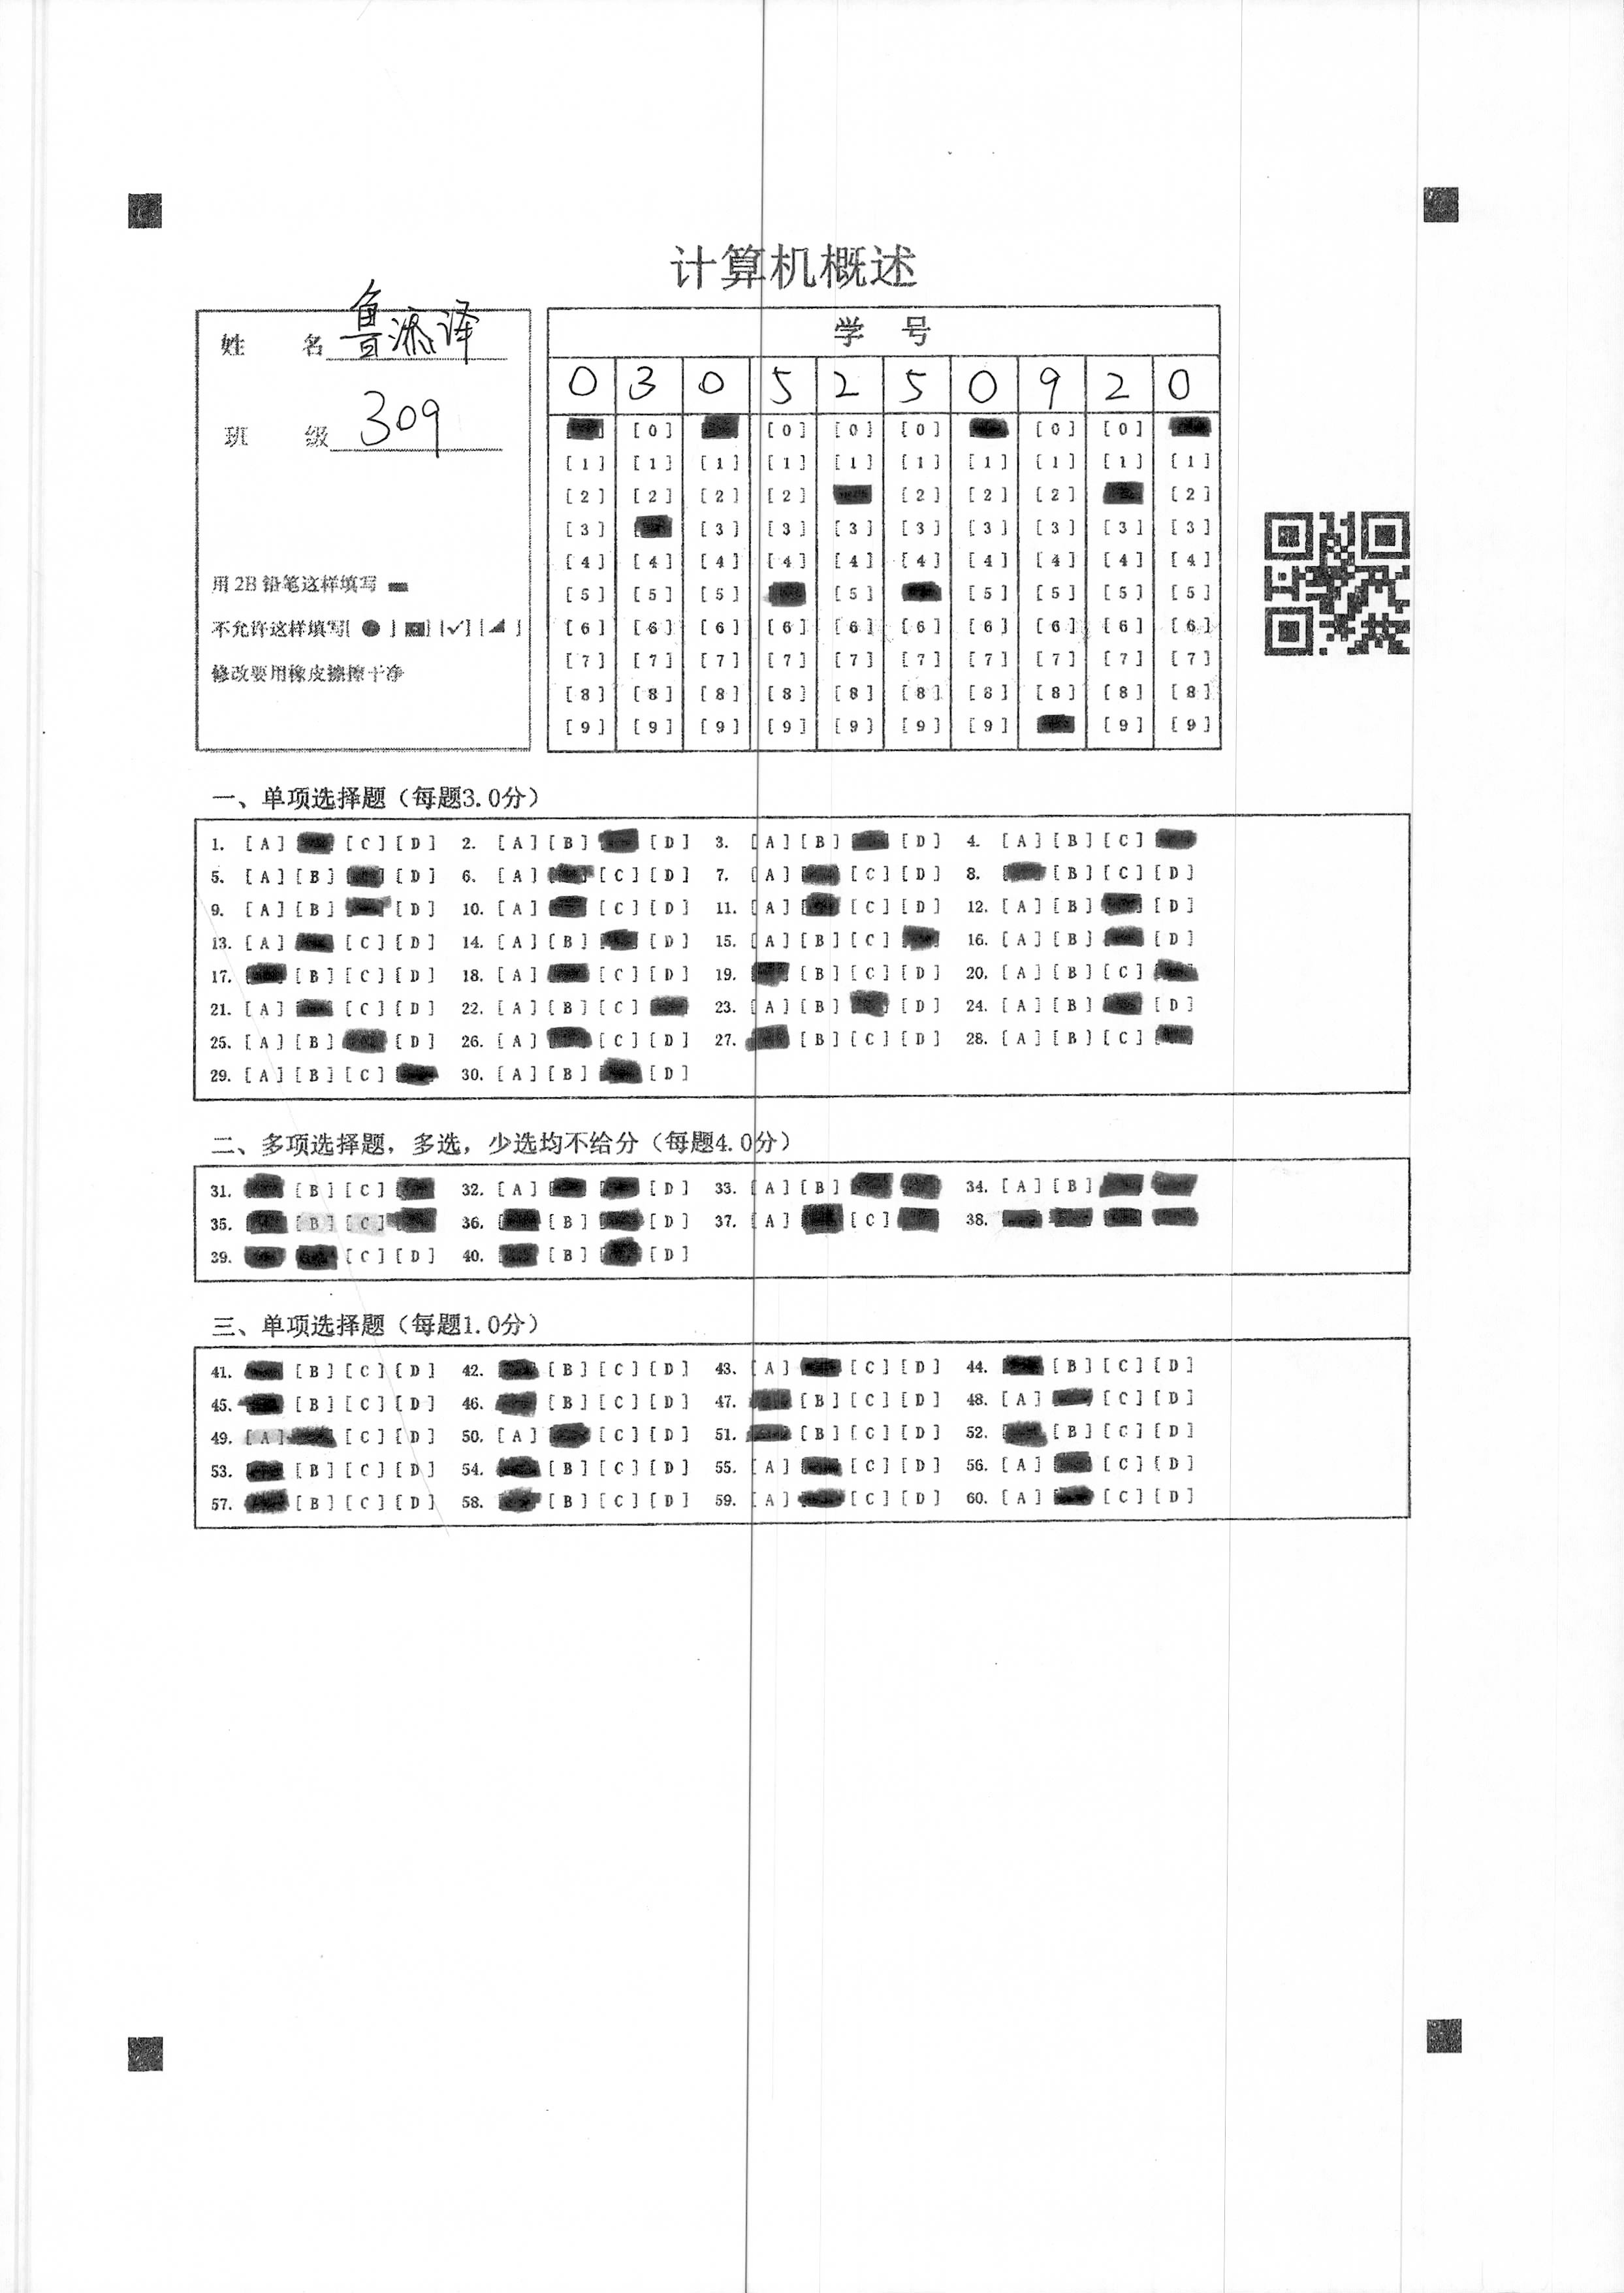 计算机概述
姓 名 鲁添译
班 级 309
用2B铅笔这样填写
不允许这样填写[●] [✓] [ ]
修改要用橡皮擦擦干净
学 号
0 3 0 5 2 5 0 9 2 0
[0] [0] [0] [0] [0] [0]
[1] [1] [1] [1] [1] [1] [1] [1] [1] [1]
[2] [2] [2] [2] [2] [2] [2] [2]
[3] [3] [3] [3] [3] [3] [3] [3] [3]
[4] [4] [4] [4] [4] [4] [4] [4] [4] [4]
[5] [5] [5] [5] [5] [5] [5] [5]
[6] [6] [6] [6] [6] [6] [6] [6] [6] [6]
[7] [7] [7] [7] [7] [7] [7] [7] [7] [7]
[8] [8] [8] [8] [8] [8] [8] [8] [8] [8]
[9] [9] [9] [9] [9] [9] [9] [9] [9]
一、单项选择题（每题3.0分）
1. [A] [C] [D] 2. [A] [B] [D] 3. [A] [B] [D] 4. [A] [B] [C]
5. [A] [B] [D] 6. [A] [C] [D] 7. [A] [C] [D] 8. [B] [C] [D]
9. [A] [B] [D] 10. [A] [C] [D] 11. [A] [C] [D] 12. [A] [B] [D]
13. [A] [C] [D] 14. [A] [B] [D] 15. [A] [B] [C] 16. [A] [B] [D]
17. [B] [C] [D] 18. [A] [C] [D] 19. [B] [C] [D] 20. [A] [B] [C]
21. [A] [C] [D] 22. [A] [B] [C] 23. [A] [B] [D] 24. [A] [B] [D]
25. [A] [B] [D] 26. [A] [C] [D] 27. [B] [C] [D] 28. [A] [B] [C]
29. [A] [B] [C] 30. [A] [B] [D]
二、多项选择题，多选，少选均不给分（每题4.0分）
31. [B] [C] 32. [A] [D] 33. [A] [B] 34. [A] [B]
35. [B] [C] 36. [B] [D] 37. [A] [C] 38.
39. [C] [D] 40. [B] [D]
三、单项选择题（每题1.0分）
41. [B] [C] [D] 42. [B] [C] [D] 43. [A] [C] [D] 44. [B] [C] [D]
45. [B] [C] [D] 46. [B] [C] [D] 47. [B] [C] [D] 48. [A] [C] [D]
49. [A] [C] [D] 50. [A] [C] [D] 51. [B] [C] [D] 52. [B] [C] [D]
53. [B] [C] [D] 54. [B] [C] [D] 55. [A] [C] [D] 56. [A] [C] [D]
57. [B] [C] [D] 58. [B] [C] [D] 59. [A] [C] [D] 60. [A] [C] [D]